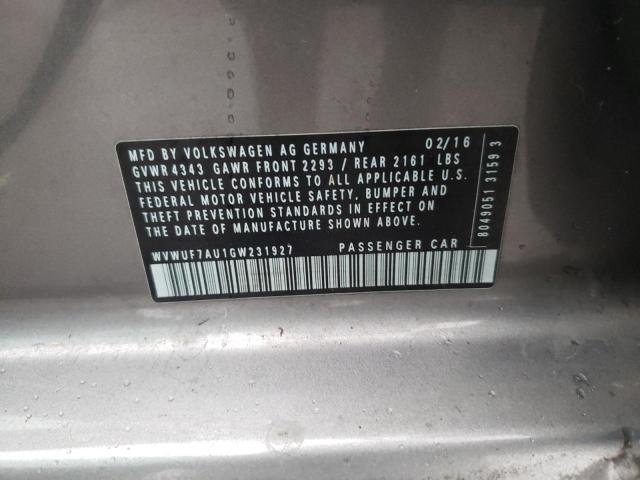 MFD BY VOLKSWAGEN AG GERMANY 02/16
GVWR 4343 GAWR FRONT 2293 / REAR 2161 LBS
THIS VEHICLE CONFORMS TO ALL APPLICABLE U.S.
FEDERAL MOTOR VEHICLE SAFETY, BUMPER AND
THEFT PREVENTION STANDARDS IN EFFECT ON
THE DATE OF MANUFACTURE SHOWN ABOVE.
WVWUF7AU1GW231927 PASSENGER CAR
8049051 3159 3